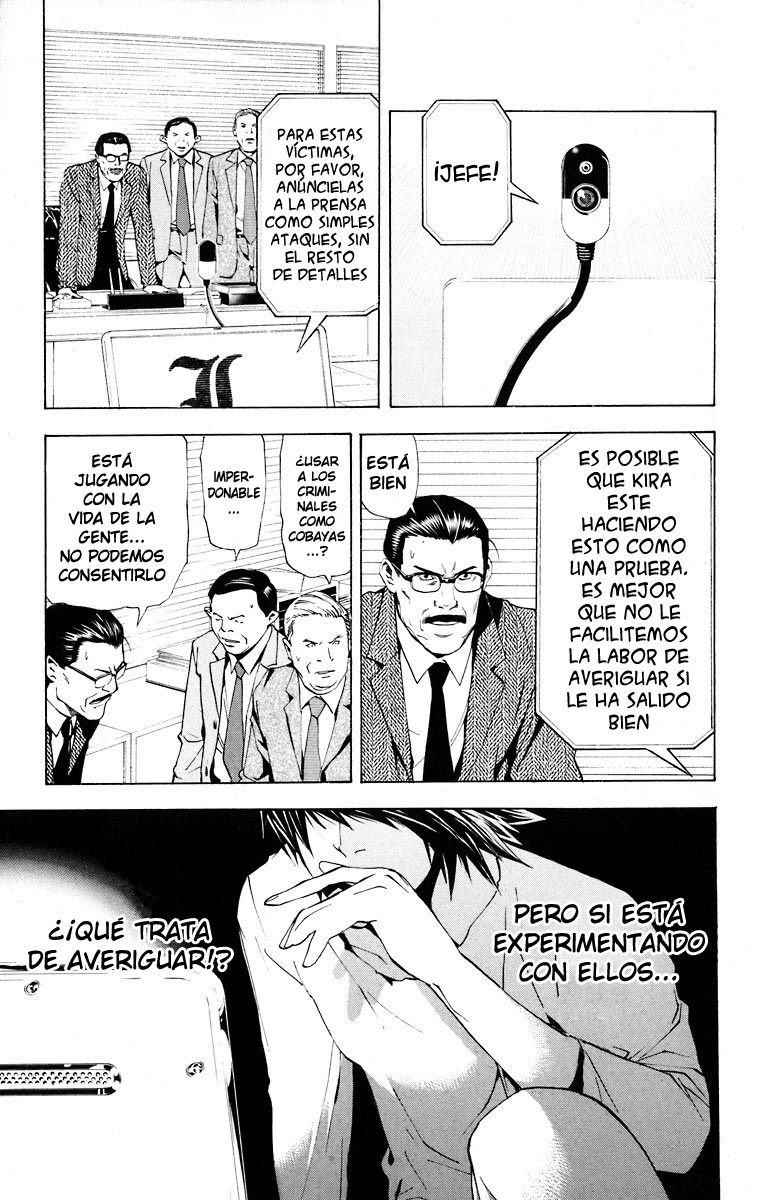 ¡JEFE!
PARA ESTAS
VÍCTIMAS,
POR FAVOR,
ANÚNCIELAS
A LA PRENSA
COMO SIMPLES
ATAQUES, SIN
EL RESTO
DE DETALLES
L
ES POSIBLE
QUE KIRA
ESTE
HACIENDO
ESTO COMO
UNA PRUEBA.
ES MEJOR
QUE NO LE
FACILITEMOS
LA LABOR DE
AVERIGUAR SI
LE HA SALIDO
BIEN
ESTÁ
BIEN
¿USAR
A LOS
CRIMI-
NALES
COMO
COBAYAS
...?
IMPER-
DONABLE
...
ESTÁ
JUGANDO
CON LA
VIDA DE LA
GENTE...
NO PODEMOS
CONSENTIRLO
PERO SI ESTÁ
EXPERIMENTANDO
CON ELLOS...
¿¡QUÉ TRATA
DE AVERIGUAR!?